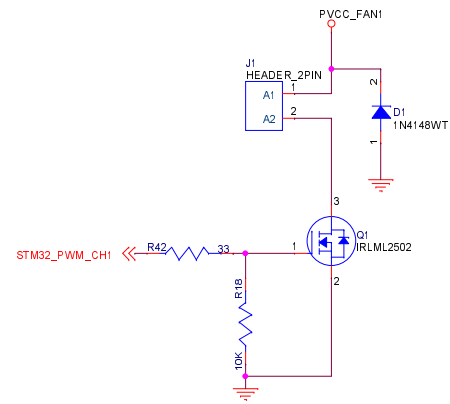 PVCC_FAN1
J1
HEADER_2PIN
A1
1
A2
2
2
D1
1N4148WT
1
3
Q1
IRLML2502
1
2
STM32_PWM_CH1
R42
33
R18
10K